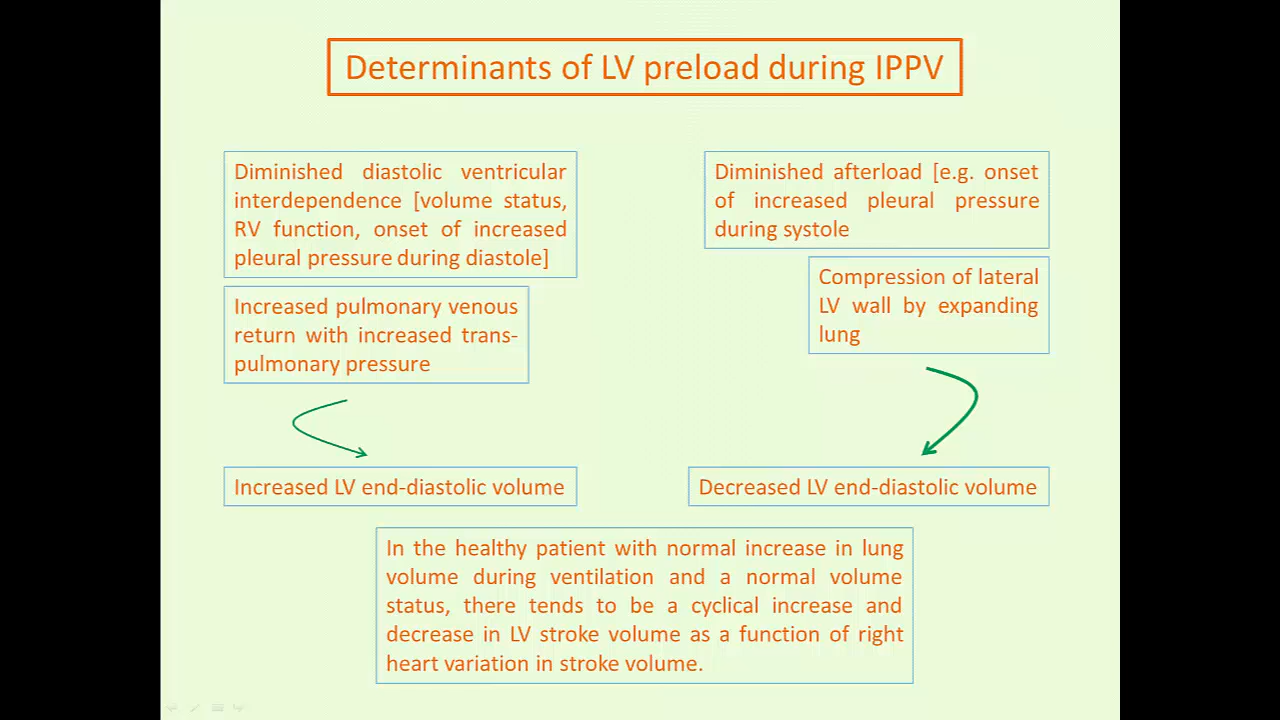 Determinants of LV preload during IPPV
Diminished diastolic ventricular
interdependence [volume status,
RV function, onset of increased
pleural pressure during diastole]
Increased pulmonary venous
return with increased trans-
pulmonary pressure
Diminished afterload [e.g. onset
of increased pleural pressure
during systole
Compression of lateral
LV wall by expanding
lung
Increased LV end-diastolic volume
Decreased LV end-diastolic volume
In the healthy patient with normal increase in lung
volume during ventilation and a normal volume
status, there tends to be a cyclical increase and
decrease in LV stroke volume as a function of right
heart variation in stroke volume.